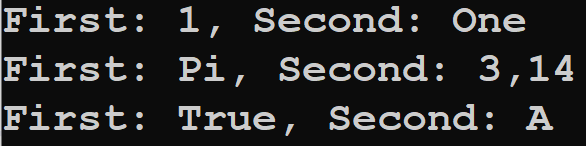 First: 1, Second: One
First: Pi, Second: 3,14
First: True, Second: A